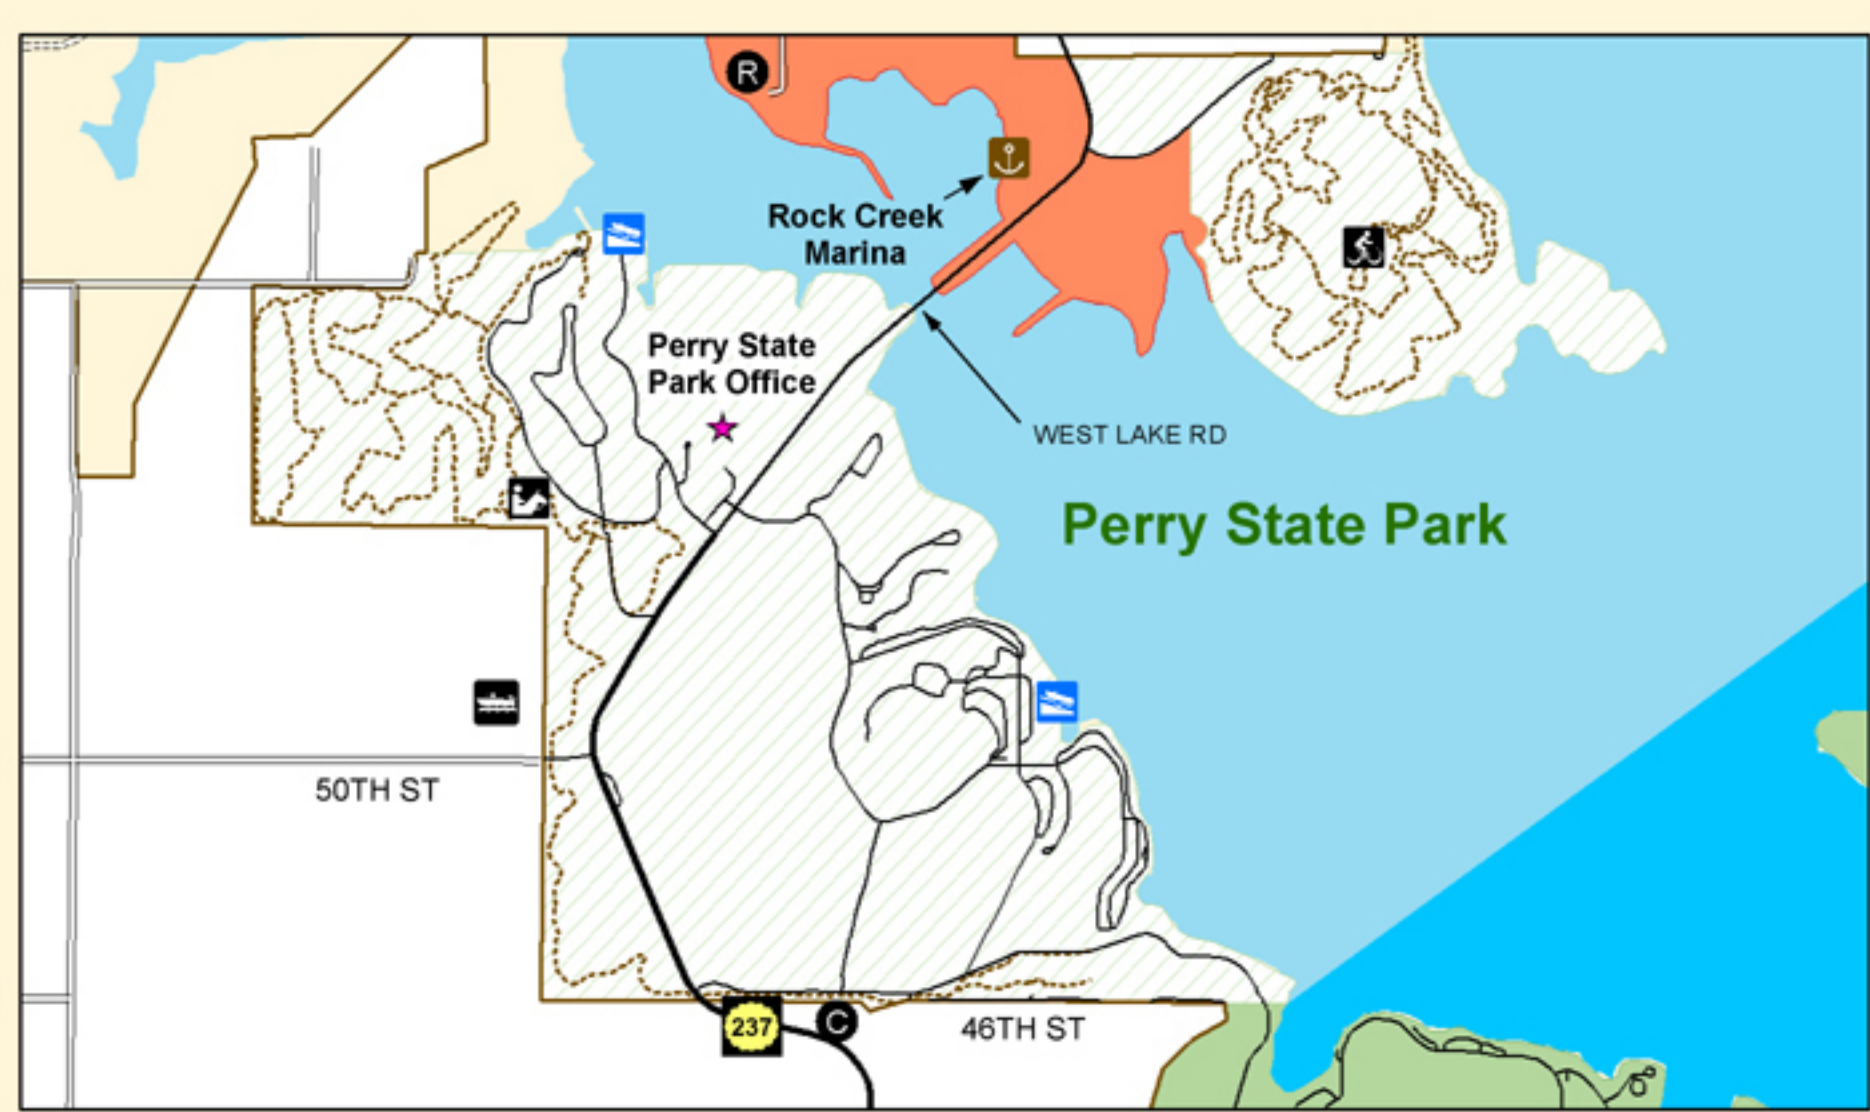 R
Rock Creek
Marina
Perry State
Park Office
WEST LAKE RD
Perry State Park
50TH ST
237
C
46TH ST